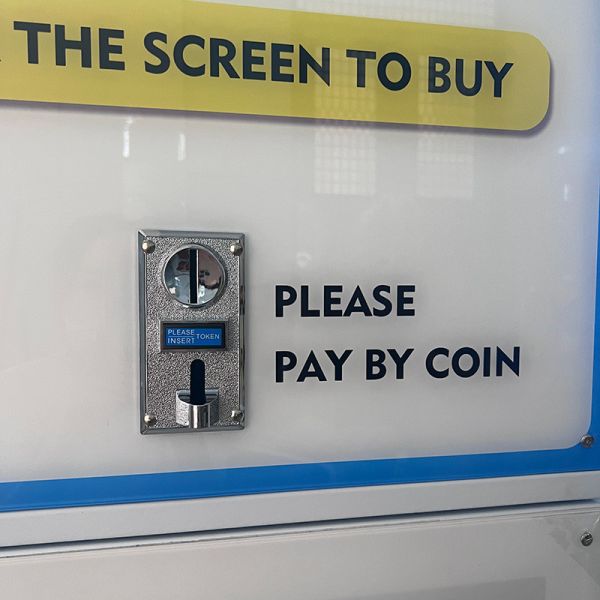 THE SCREEN TO BUY
PLEASE
PAY BY COIN
PLEASE
INSERT TOKEN